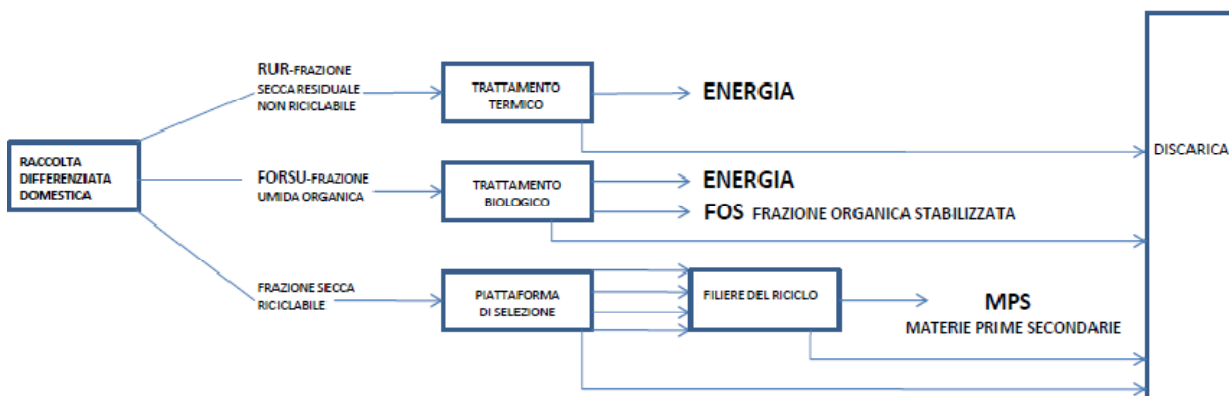 RACCOLTA
DIFFERENZIATA
DOMESTICA
RUR-FRAZIONE
SECCA RESIDUALE
NON RICICLABILE
TRATTAMENTO
TERMICO
ENERGIA
FORSU-FRAZIONE
UMIDA ORGANICA
TRATTAMENTO
BIOLOGICO
ENERGIA
FOS FRAZIONE ORGANICA STABILIZZATA
FRAZIONE SECCA
RICICLABILE
PIATTAFORMA
DI SELEZIONE
FILIERE DEL RICICLO
MPS
MATERIE PRIME SECONDARIE
DISCARICA